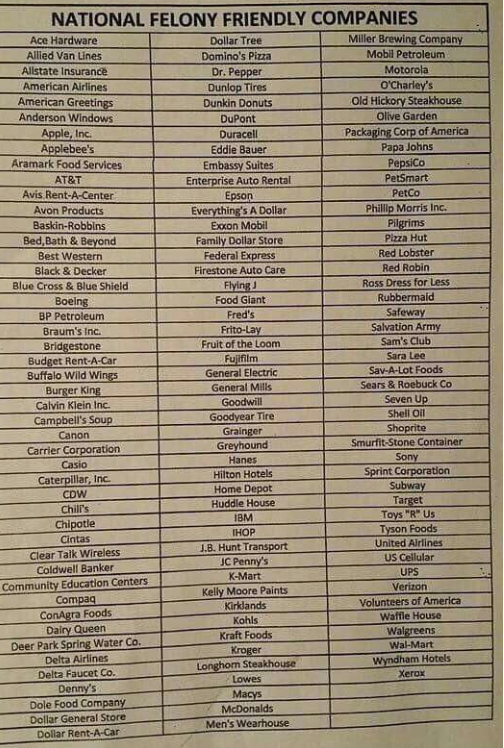 NATIONAL FELONY FRIENDLY COMPANIES
Ace Hardware
Allied Van Lines
Allstate Insurance
American Airlines
American Greetings
Anderson Windows
Apple, Inc.
Applebee's
Aramark Food Services
AT&T
Avis Rent-A-Center
Avon Products
Baskin-Robbins
Bed,Bath & Beyond
Best Western
Black & Decker
Blue Cross & Blue Shield
Boeing
BP Petroleum
Braum's Inc.
Bridgestone
Budget Rent-A-Car
Buffalo Wild Wings
Burger King
Calvin Klein Inc.
Campbell's Soup
Canon
Carrier Corporation
Casio
Caterpillar, Inc.
CDW
Chili's
Chipotle
Cintas
Clear Talk Wireless
Coldwell Banker
Community Education Centers
Compaq
ConAgra Foods
Dairy Queen
Deer Park Spring Water Co.
Delta Airlines
Delta Faucet Co.
Denny's
Dole Food Company
Dollar General Store
Dollar Rent-A-Car
Dollar Tree
Domino's Pizza
Dr. Pepper
Dunlop Tires
Dunkin Donuts
DuPont
Duracell
Eddie Bauer
Embassy Suites
Enterprise Auto Rental
Epson
Everything's A Dollar
Exxon Mobil
Family Dollar Store
Federal Express
Firestone Auto Care
Flying J
Food Giant
Fred's
Frito-Lay
Fruit of the Loom
Fujifilm
General Electric
General Mills
Goodwill
Goodyear Tire
Grainger
Greyhound
Hanes
Hilton Hotels
Home Depot
Huddle House
IBM
IHOP
J.B. Hunt Transport
JC Penny's
K-Mart
Kelly Moore Paints
Kirklands
Kohls
Kraft Foods
Kroger
Longhorn Steakhouse
Lowes
Macys
McDonalds
Men's Wearhouse
Miller Brewing Company
Mobil Petroleum
Motorola
O'Charley's
Old Hickory Steakhouse
Olive Garden
Packaging Corp of America
Papa Johns
PepsiCo
PetSmart
PetCo
Phillip Morris Inc.
Pilgrims
Pizza Hut
Red Lobster
Red Robin
Ross Dress for Less
Rubbermaid
Safeway
Salvation Army
Sam's Club
Sara Lee
Sav-A-Lot Foods
Sears & Roebuck Co
Seven Up
Shell Oil
Shoprite
Smurfit-Stone Container
Sony
Sprint Corporation
Subway
Target
Toys "R" Us
Tyson Foods
United Airlines
US Cellular
UPS
Verizon
Volunteers of America
Waffle House
Walgreens
Wal-Mart
Wyndham Hotels
Xerox